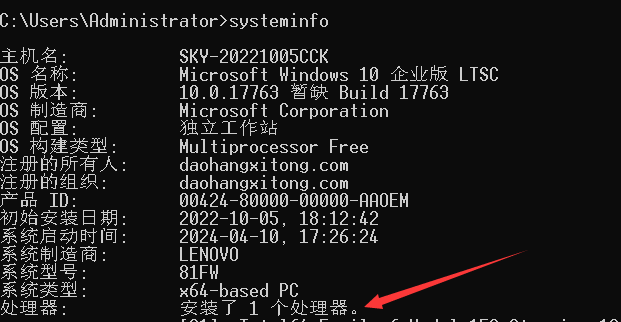 C:\Users\Administrator>systeminfo
主机名: SKY-20221005CCK
OS 名称: Microsoft Windows 10 企业版 LTSC
OS 版本: 10.0.17763 暂缺 Build 17763
OS 制造商: Microsoft Corporation
OS 配置: 独立工作站
OS 构建类型: Multiprocessor Free
注册的所有人: daohangxitong.com
注册的组织: daohangxitong.com
产品 ID: 00424-80000-00000-AAOEM
初始安装日期: 2022-10-05, 18:12:42
系统启动时间: 2024-04-10, 17:26:24
系统制造商: LENOVO
系统型号: 81FW
系统类型: x64-based PC
处理器: 安装了 1 个处理器。